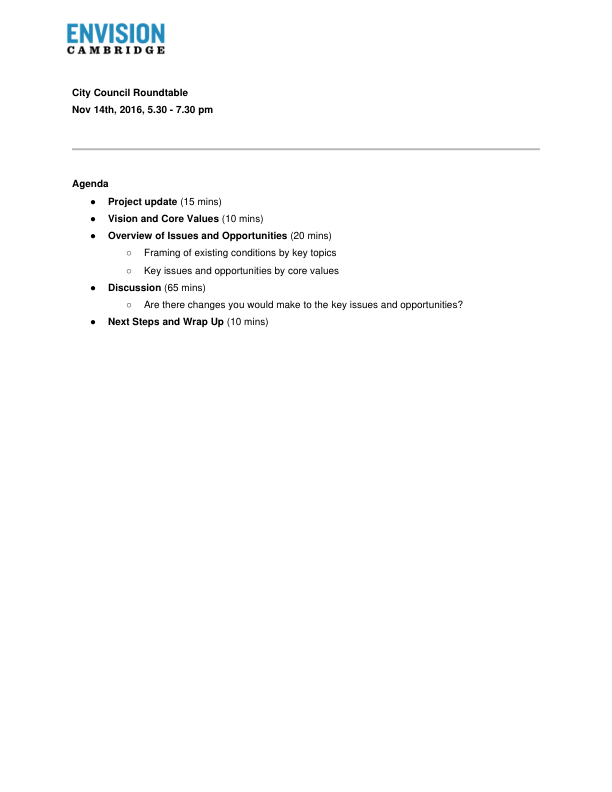 ENVISION
CAMBRIDGE
City Council Roundtable
Nov 14th, 2016, 5.30 - 7.30 pm
Agenda
● Project update (15 mins)
● Vision and Core Values (10 mins)
● Overview of Issues and Opportunities (20 mins)
○ Framing of existing conditions by key topics
○ Key issues and opportunities by core values
● Discussion (65 mins)
○ Are there changes you would make to the key issues and opportunities?
● Next Steps and Wrap Up (10 mins)